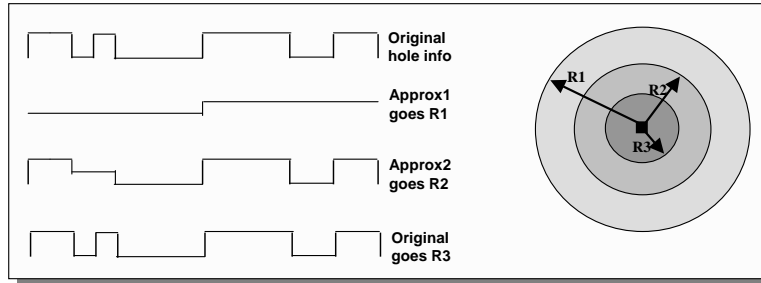 Original
hole info
Approx1
goes R1
Approx2
goes R2
Original
goes R3
R1
R2
R3